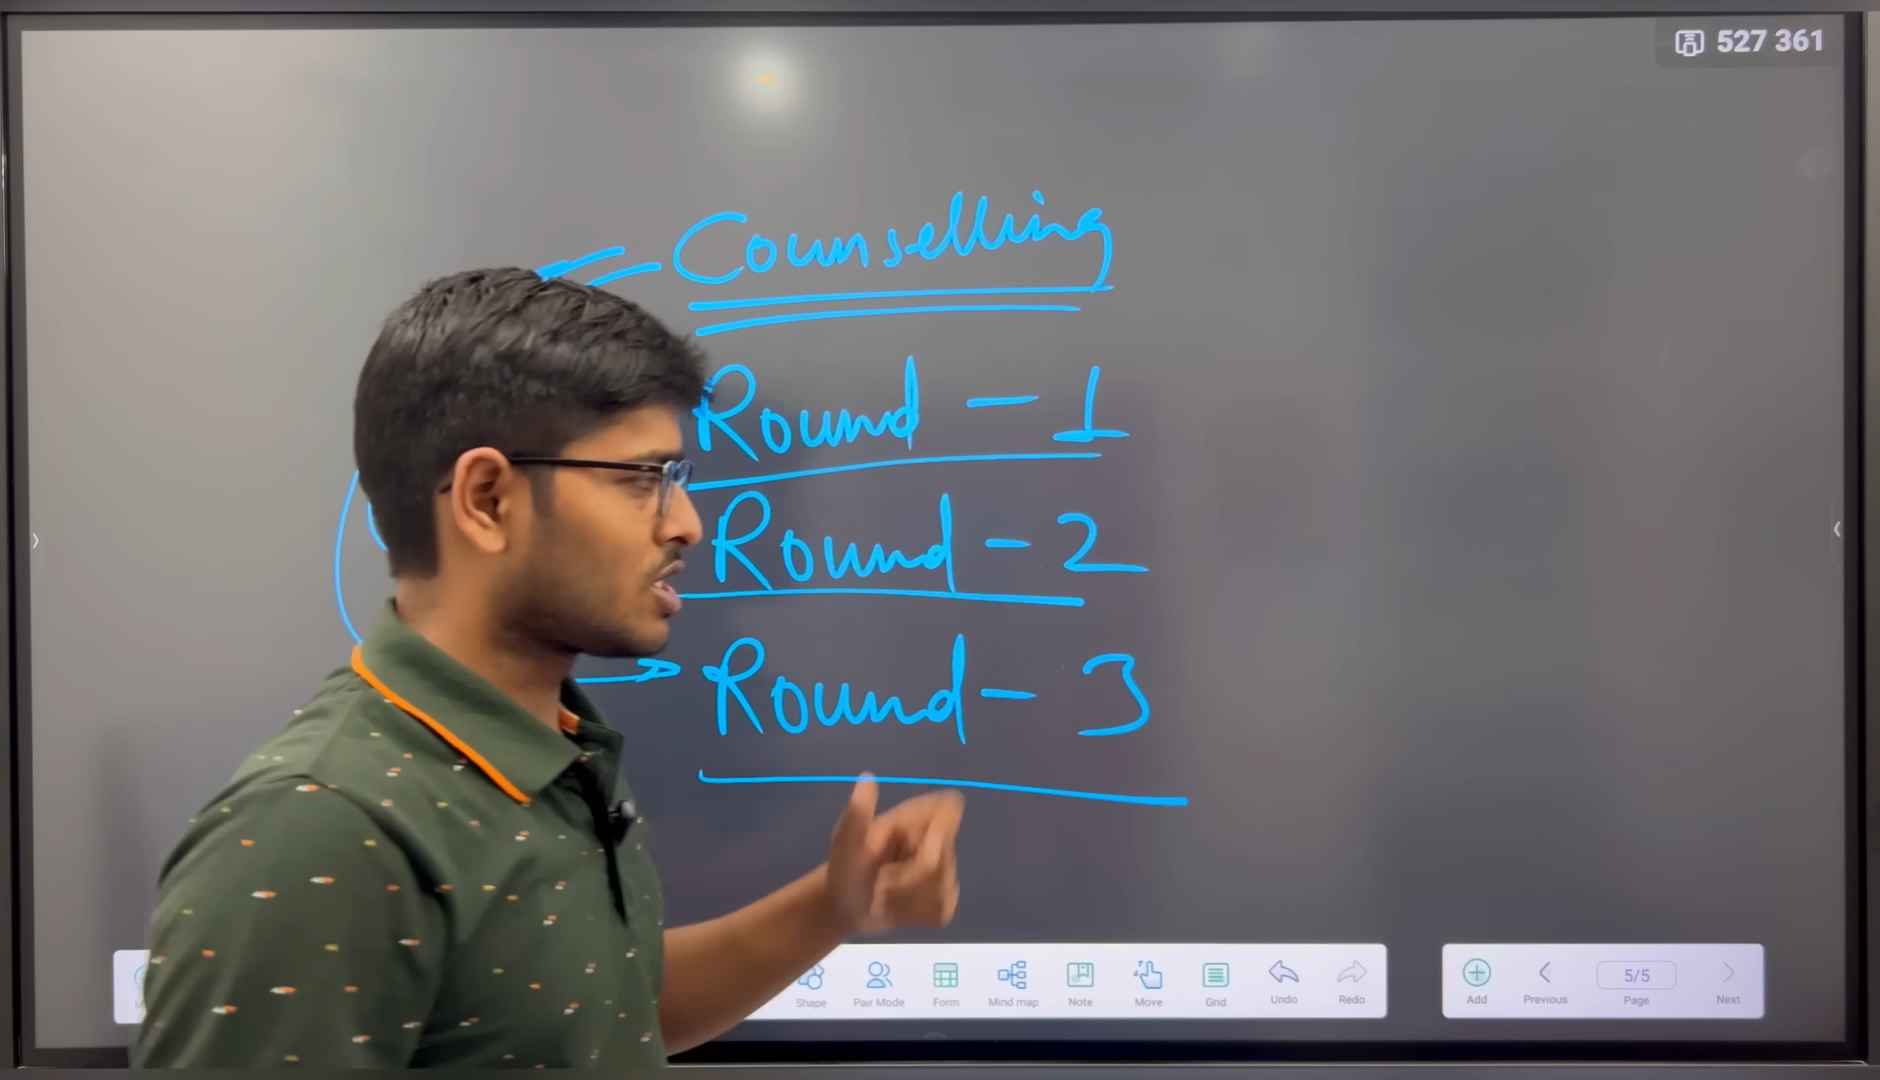 527 361
Counselling
Round - 1
Round - 2
Round - 3
Shape Pair Mode Form Mind map Note Move Grid Undo Redo
Add Previous 5/5 Page Next